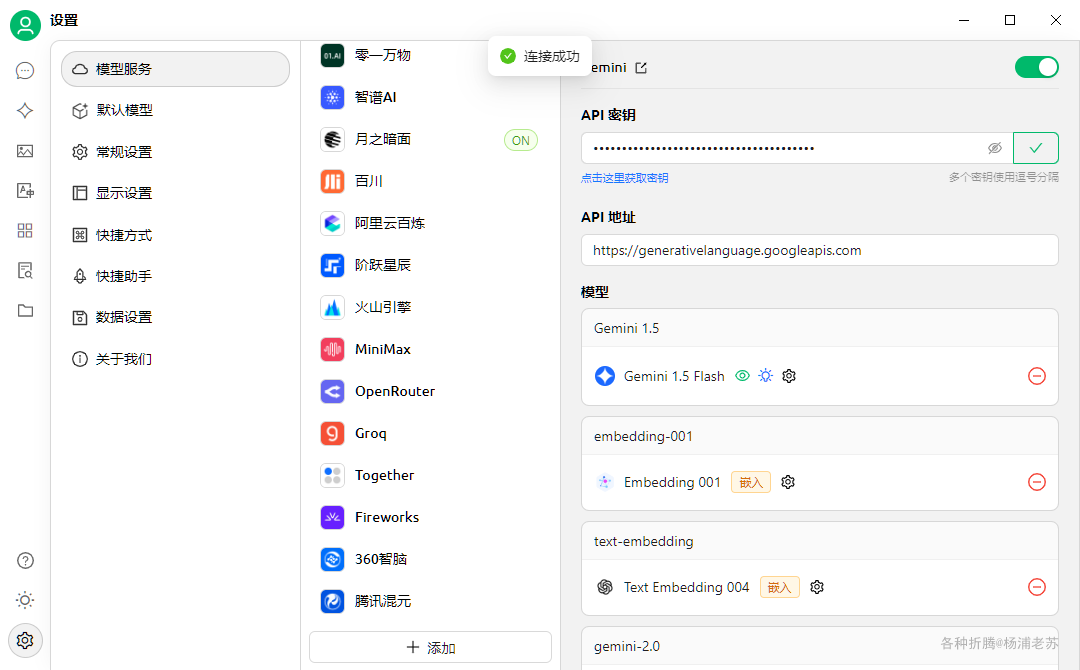 设置
连接成功
模型服务
默认模型
常规设置
显示设置
快捷方式
快捷助手
数据设置
关于我们
01.AI 零一万物
智谱AI
月之暗面 ON
百川
阿里云百炼
阶跃星辰
火山引擎
MiniMax
OpenRouter
Groq
Together
Fireworks
360智脑
腾讯混元
添加
emini
API 密钥
••••••••••••••••••••••••••••••••••••••
点击这里获取密钥 多个密钥使用逗号分隔
API 地址
https://generativelanguage.googleapis.com
模型
Gemini 1.5
Gemini 1.5 Flash
embedding-001
Embedding 001 嵌入
text-embedding
Text Embedding 004 嵌入
gemini-2.0
各种折腾@杨浦老苏